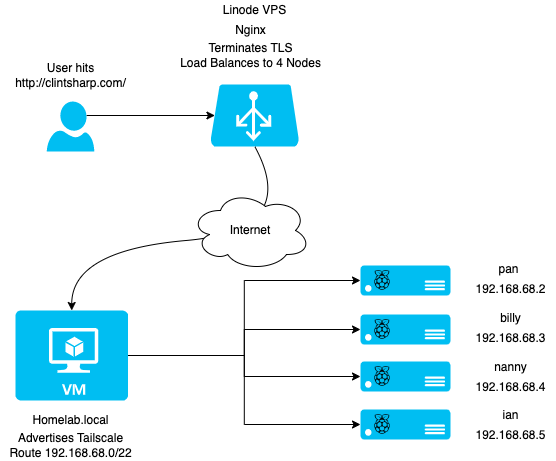 Linode VPS
Nginx
Terminates TLS
Load Balances to 4 Nodes
User hits
http://clintsharp.com/
Internet
pan
192.168.68.2
billy
192.168.68.3
nanny
192.168.68.4
ian
192.168.68.5
VM
Homelab.local
Advertises Tailscale
Route 192.168.68.0/22